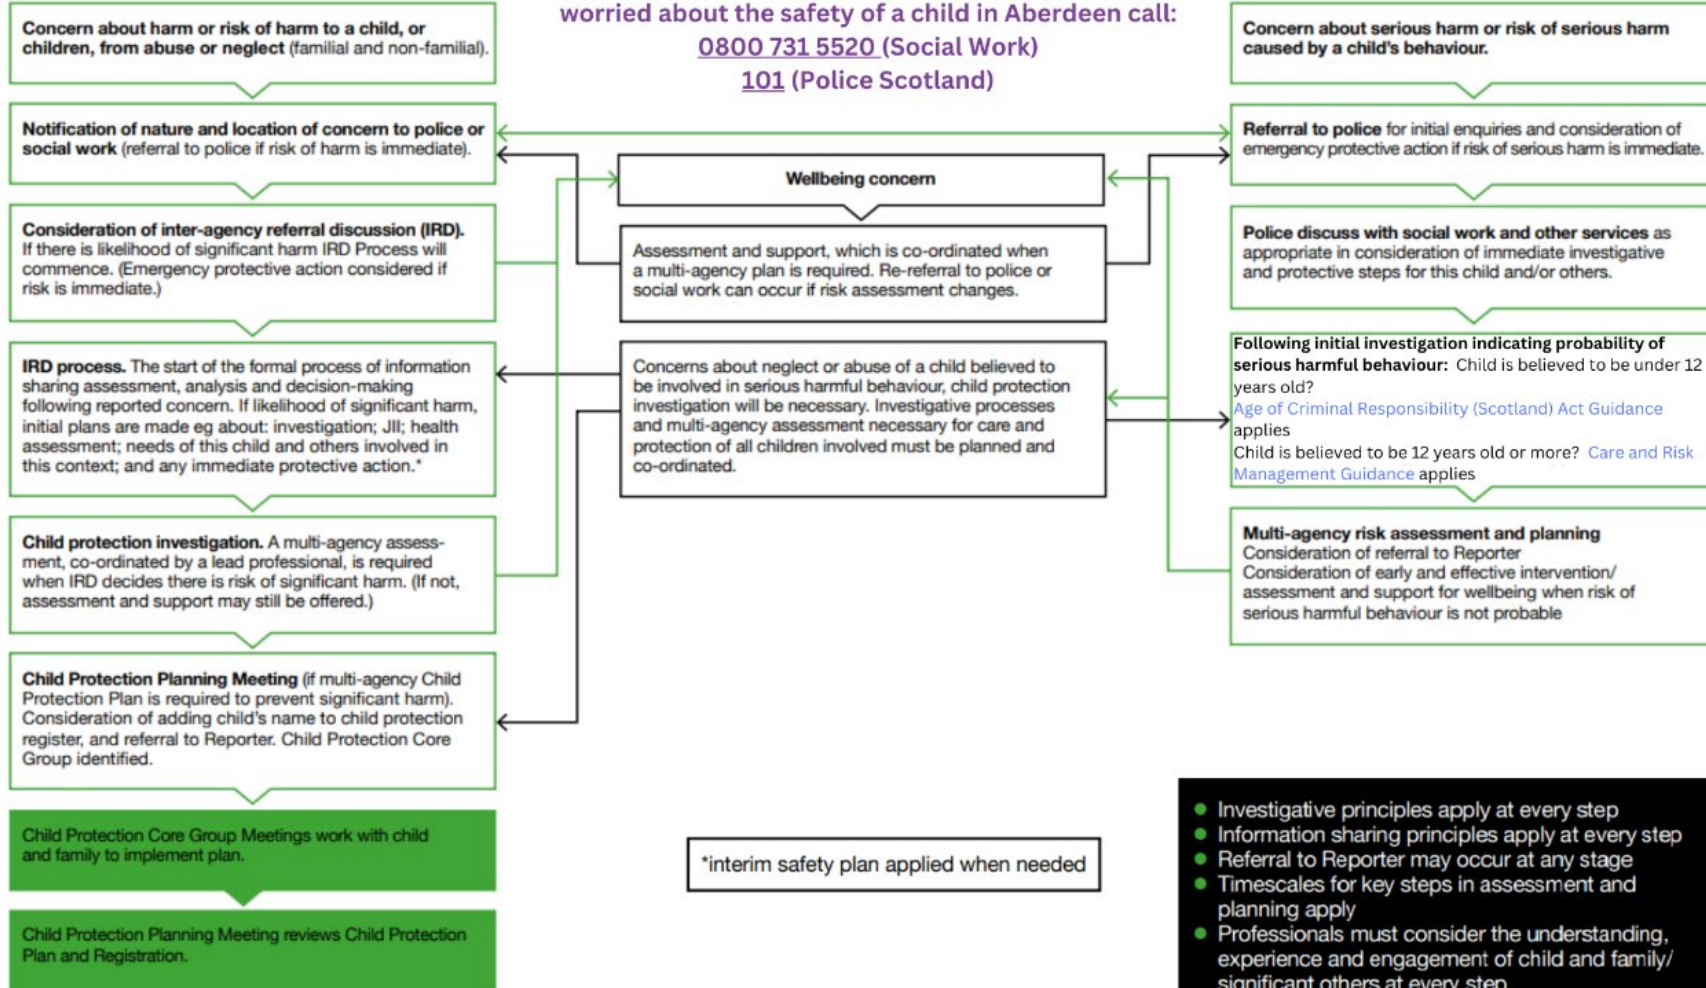 worried about the safety of a child in Aberdeen call:
0800 731 5520 (Social Work)
101 (Police Scotland)
Concern about harm or risk of harm to a child, or
children, from abuse or neglect (familial and non-familial).
Notification of nature and location of concern to police or
social work (referral to police if risk of harm is immediate).
Consideration of inter-agency referral discussion (IRD).
If there is likelihood of significant harm IRD Process will
commence. (Emergency protective action considered if
risk is immediate.)
IRD process. The start of the formal process of information
sharing assessment, analysis and decision-making
following reported concern. If likelihood of significant harm,
initial plans are made eg about: investigation; JII; health
assessment; needs of this child and others involved in
this context; and any immediate protective action.*
Child protection investigation. A multi-agency assess-
ment, co-ordinated by a lead professional, is required
when IRD decides there is risk of significant harm. (If not,
assessment and support may still be offered.)
Child Protection Planning Meeting (if multi-agency Child
Protection Plan is required to prevent significant harm).
Consideration of adding child's name to child protection
register, and referral to Reporter. Child Protection Core
Group identified.
Child Protection Core Group Meetings work with child
and family to implement plan.
Child Protection Planning Meeting reviews Child Protection
Plan and Registration.
Wellbeing concern
Assessment and support, which is co-ordinated when
a multi-agency plan is required. Re-referral to police or
social work can occur if risk assessment changes.
Concerns about neglect or abuse of a child believed to
be involved in serious harmful behaviour, child protection
investigation will be necessary. Investigative processes
and multi-agency assessment necessary for care and
protection of all children involved must be planned and
co-ordinated.
*interim safety plan applied when needed
Concern about serious harm or risk of serious harm
caused by a child's behaviour.
Referral to police for initial enquiries and consideration of
emergency protective action if risk of serious harm is immediate.
Police discuss with social work and other services as
appropriate in consideration of immediate investigative
and protective steps for this child and/or others.
Following initial investigation indicating probability of
serious harmful behaviour: Child is believed to be under 12
years old?
Age of Criminal Responsibility (Scotland) Act Guidance
applies
Child is believed to be 12 years old or more? Care and Risk
Management Guidance applies
Multi-agency risk assessment and planning
Consideration of referral to Reporter
Consideration of early and effective intervention/
assessment and support for wellbeing when risk of
serious harmful behaviour is not probable
● Investigative principles apply at every step
● Information sharing principles apply at every step
● Referral to Reporter may occur at any stage
● Timescales for key steps in assessment and
planning apply
● Professionals must consider the understanding,
experience and engagement of child and family/
significant others at every step